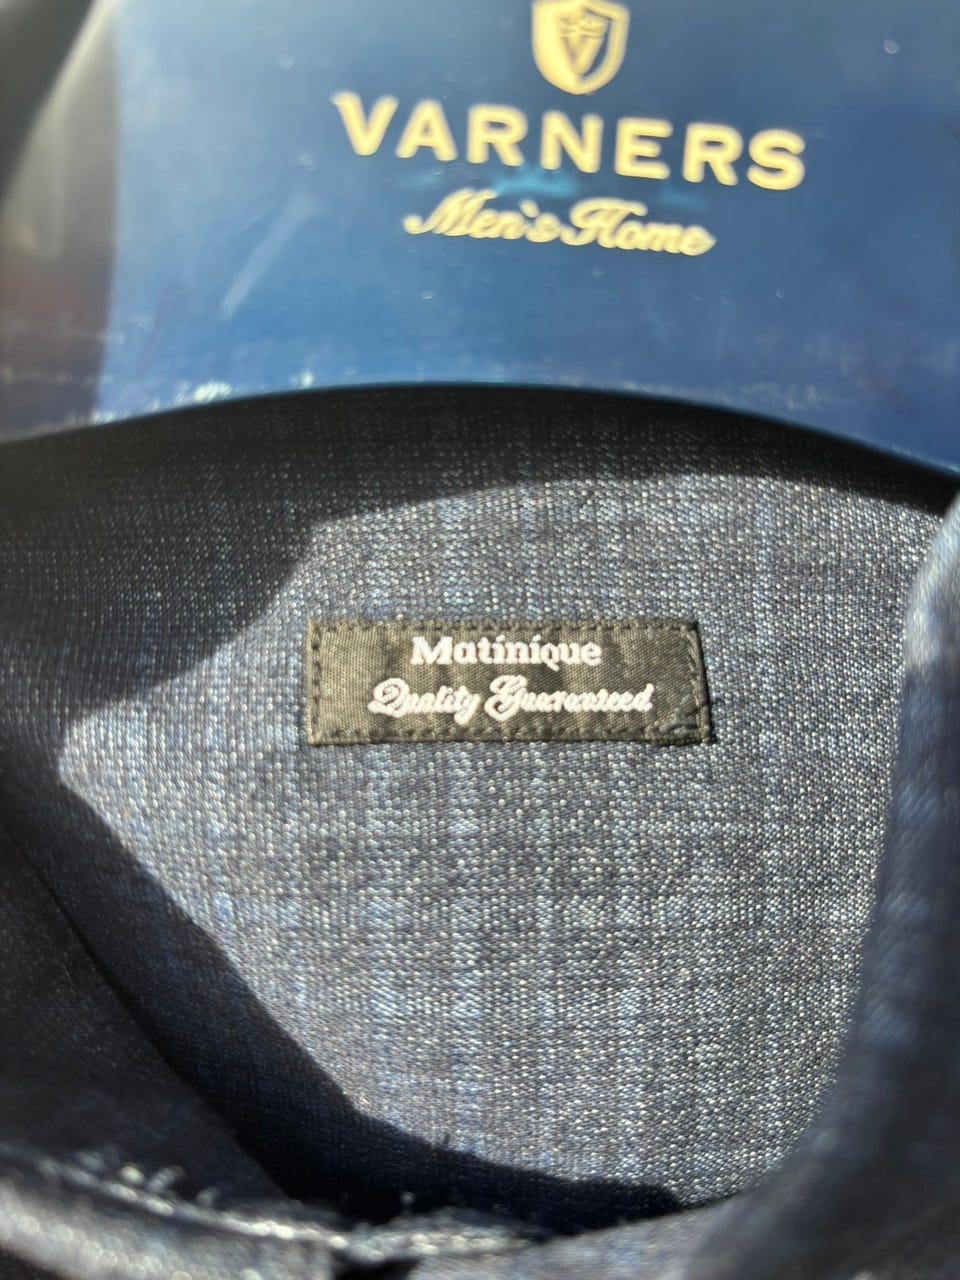 VARNERS
Men's Home
Matinique
Quality Guaranteed